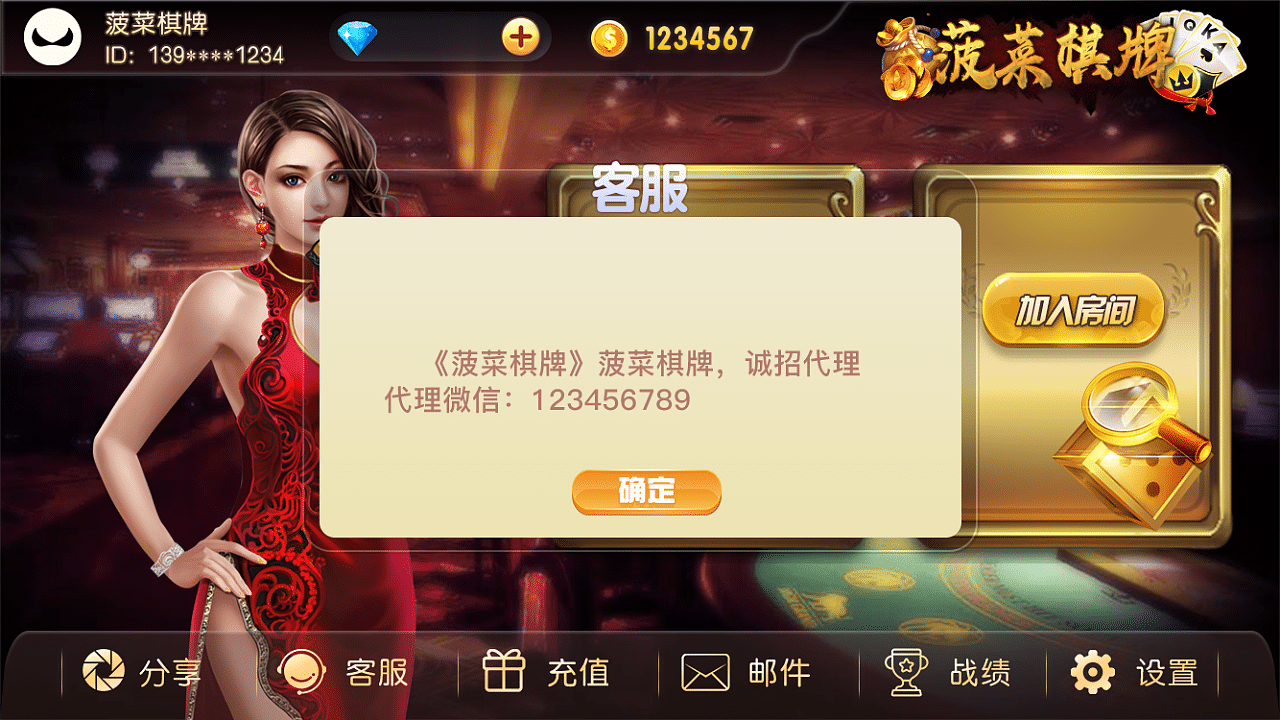 菠菜棋牌
ID: 139****1234
1234567
菠菜棋牌
客服
《菠菜棋牌》菠菜棋牌，诚招代理
代理微信：123456789
确定
加入房间
分享
客服
充值
邮件
战绩
设置